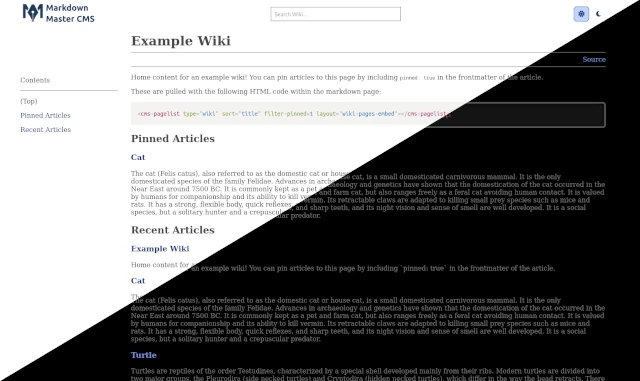 Markdown
Master CMS
Search Wiki...
Example Wiki
Source
Contents
(Top)
Pinned Articles
Recent Articles
Home content for an example wiki! You can pin articles to this page by including pinned: true in the frontmatter of the article.
These are pulled with the following HTML code within the markdown page:
<cms-pagelist type="wiki" sort="title" filter-pinned=1 layout="wiki-pages-embed"></cms-pagelist>
Pinned Articles
Cat
The cat (Felis catus), also referred to as the domestic cat or house cat, is a small domesticated carnivorous mammal. It is the only
domesticated species of the family Felidae. Advances in archaeology and genetics have shown that the domestication of the cat occurred in the
Near East around 7500 BC. It is commonly kept as a pet and farm cat, but also ranges freely as a feral cat avoiding human contact. It is valued
by humans for companionship and its ability to kill vermin. Its retractable claws are adapted to killing small prey species such as mice and
rats. It has a strong, flexible body, quick reflexes, and sharp teeth, and its night vision and sense of smell are well developed. It is a social
species, but a solitary hunter and a crepuscular predator.
Recent Articles
Example Wiki
Home content for an example wiki! You can pin articles to this page by including `pinned: true` in the frontmatter of the article.
Cat
The cat (Felis catus), also referred to as the domestic cat or house cat, is a small domesticated carnivorous mammal. It is the only
domesticated species of the family Felidae. Advances in archaeology and genetics have shown that the domestication of the cat occurred in the
Near East around 7500 BC. It is commonly kept as a pet and farm cat, but also ranges freely as a feral cat avoiding human contact. It is valued
by humans for companionship and its ability to kill vermin. Its retractable claws are adapted to killing small prey species such as mice and
rats. It has a strong, flexible body, quick reflexes, and sharp teeth, and its night vision and sense of smell are well developed. It is a social
species, but a solitary hunter and a crepuscular predator.
Turtle
Turtles are reptiles of the order Testudines, characterized by a special shell developed mainly from their ribs. Modern turtles are divided into
two major groups, the Pleurodira (side necked turtles) and Cryptodira (hidden necked turtles), which differ in the way the head retracts. There